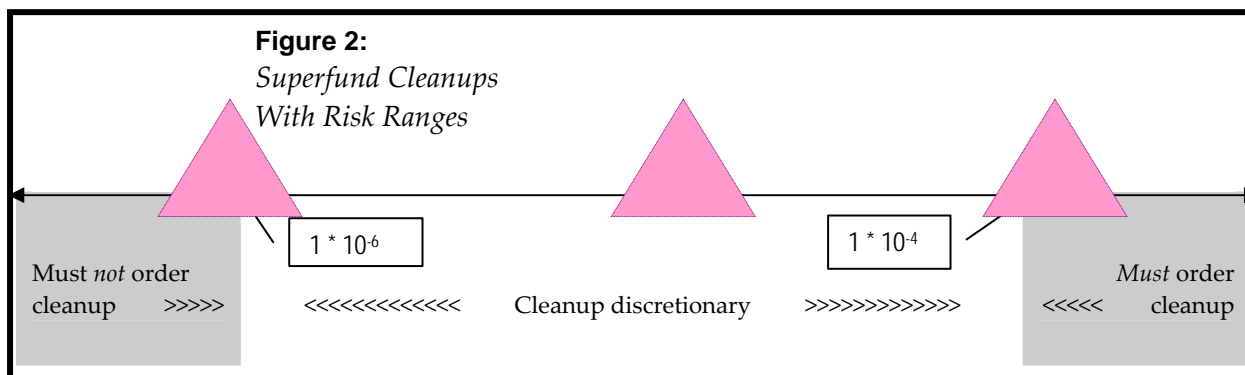 Figure 2:
Superfund Cleanups
With Risk Ranges
1 * 10-6
1 * 10-4
Must not order
cleanup >>>>>
<<<<<<<<<<<<< Cleanup discretionary >>>>>>>>>>>>>
Must order
<<<<< cleanup